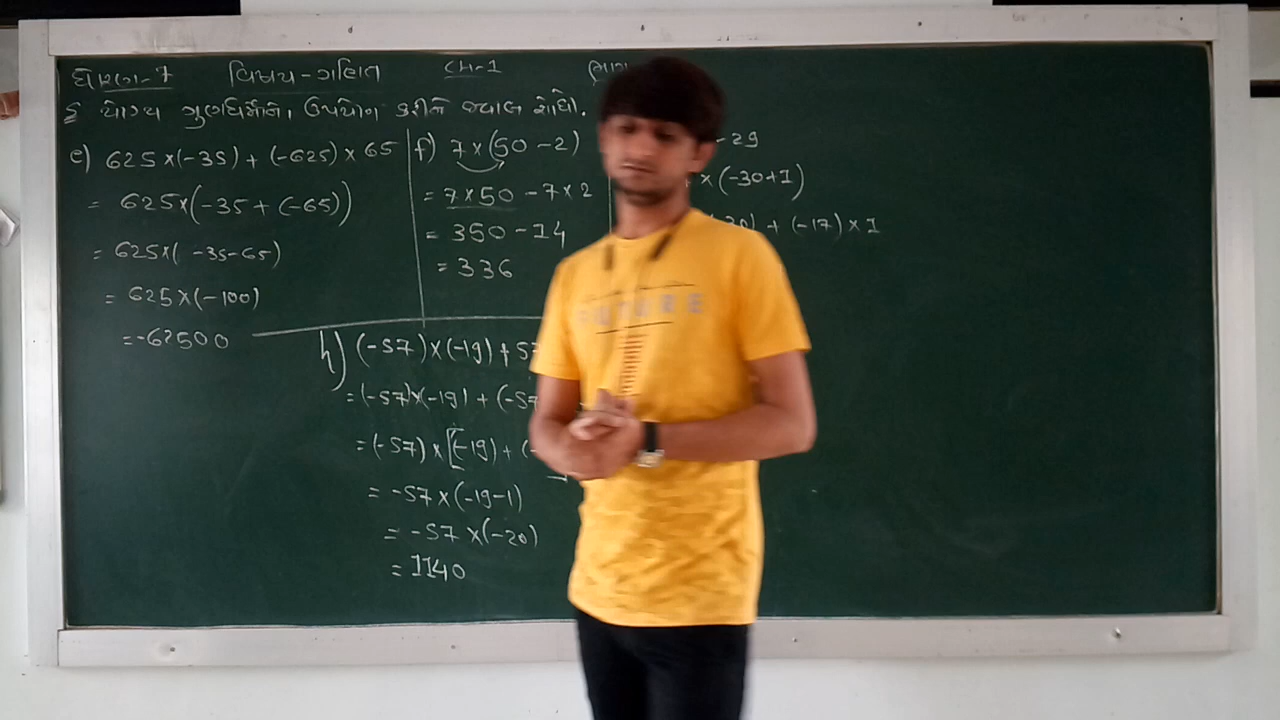 ધોરણ-7 વિષય-ગણિત CH-1 ભાગ
યોગ્ય ગુણધર્મોનો ઉપયોગ કરીને જવાબ શોધો.
e) 625×(-35) + (-625) × 65
= 625×(-35 + (-65))
= 625×( -35-65)
= 625×(-100)
= -62500
f) 7×(50-2)
= 7×50 - 7×2
= 350-14
= 336
-29
×(-30+1)
+ (-17) × 1
h) (-57)×(-19) + 57
= (-57)×(-19) + (-57
= (-57) × [(-19) + (-
= -57×(-19-1)
= -57 ×(-20)
= 1140
FUTURE